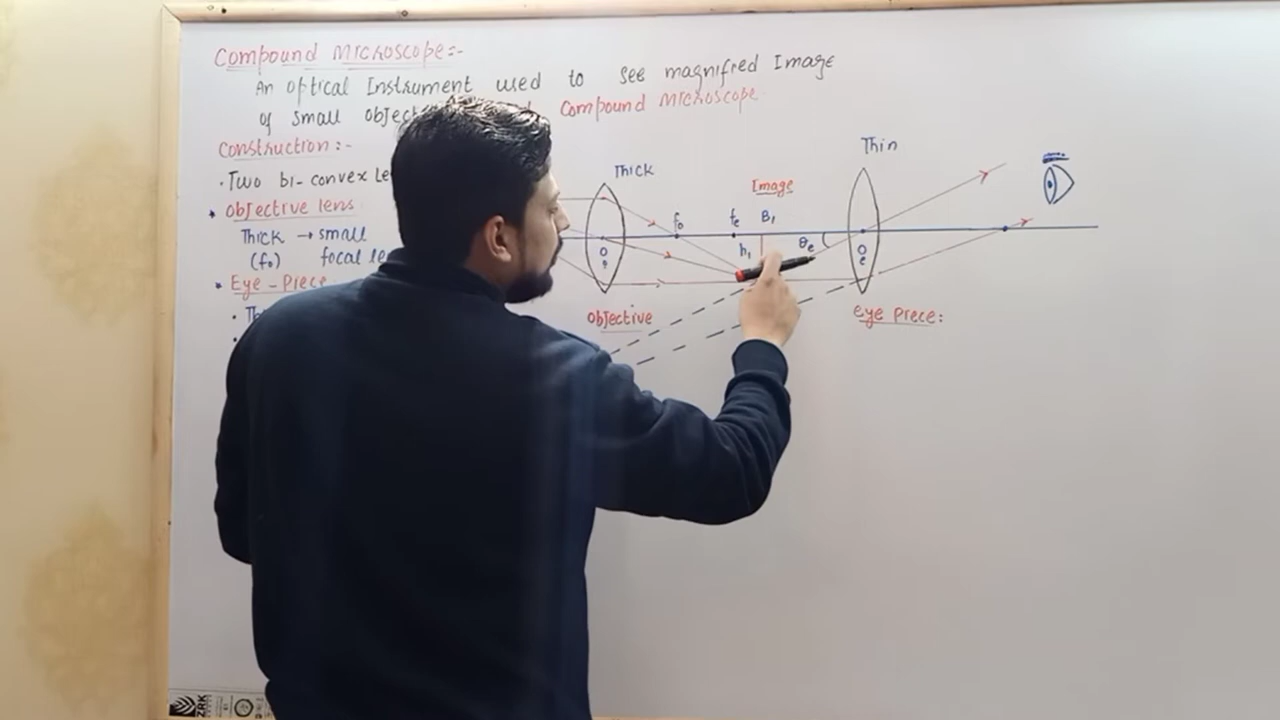 Compound Microscope:-
An optical Instrument used to see magnified Image
of small object Compound Microscope.
Construction:-
· Two bi-convex Le
* Objective lens
Thick → small
(fo) focal le
* Eye-Piece
· Th
Thick
Thin
Image
fo
fe
B1
h1
θe
O
o
O
e
Objective
eye piece:
ZRK